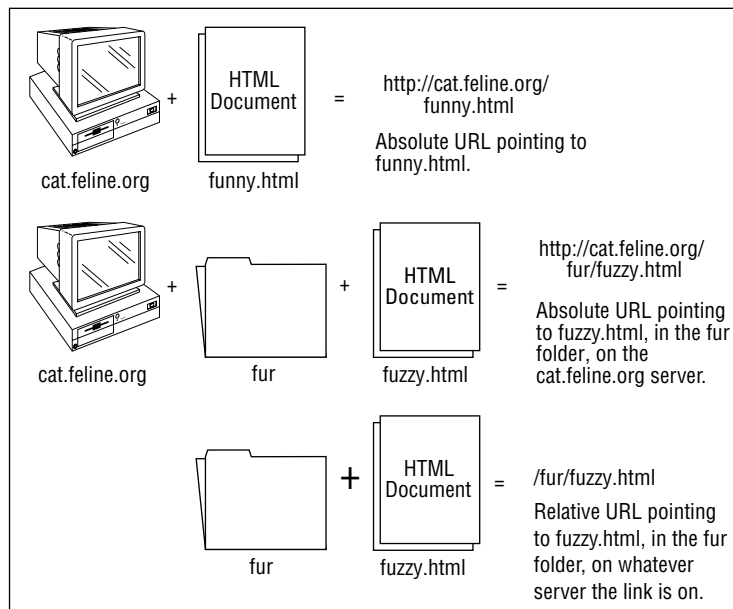 HTML
Document
+
=
http://cat.feline.org/
funny.html
Absolute URL pointing to
funny.html.
cat.feline.org
funny.html
+
+
HTML
Document
=
http://cat.feline.org/
fur/fuzzy.html
Absolute URL pointing
to fuzzy.html, in the fur
folder, on the
cat.feline.org server.
cat.feline.org
fur
fuzzy.html
+
HTML
Document
=
/fur/fuzzy.html
Relative URL pointing
to fuzzy.html, in the fur
folder, on whatever
server the link is on.
fur
fuzzy.html